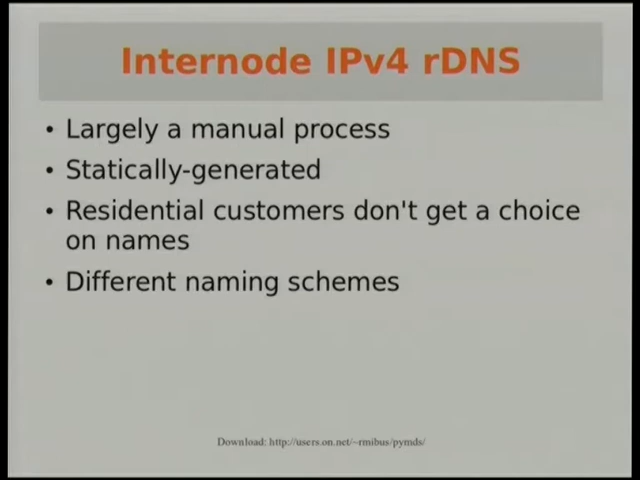 Internode IPv4 rDNS
• Largely a manual process
• Statically-generated
• Residential customers don't get a choice
on names
• Different naming schemes
Download: http://users.on.net/~rmibus/pymds/